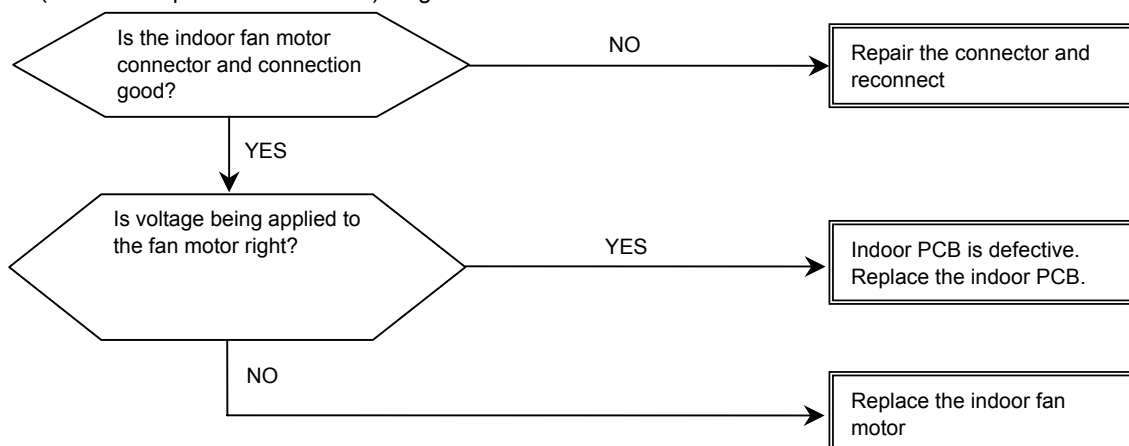 Is the indoor fan motor
connector and connection
good?
NO
Repair the connector and
reconnect
YES
Is voltage being applied to
the fan motor right?
YES
Indoor PCB is defective.
Replace the indoor PCB.
NO
Replace the indoor fan
motor